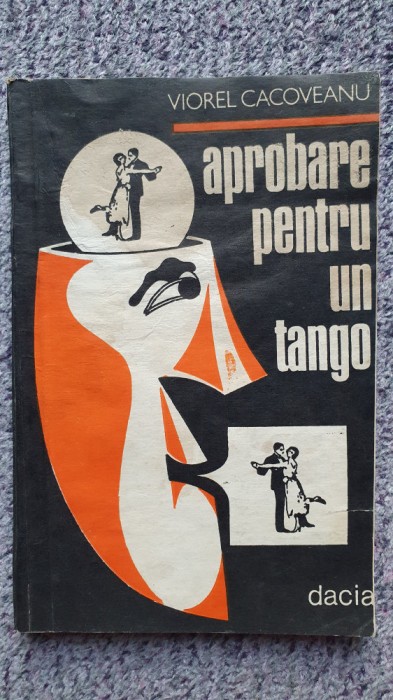 VIOREL CACOVEANU
aprobare
pentru
un
tango
dacia